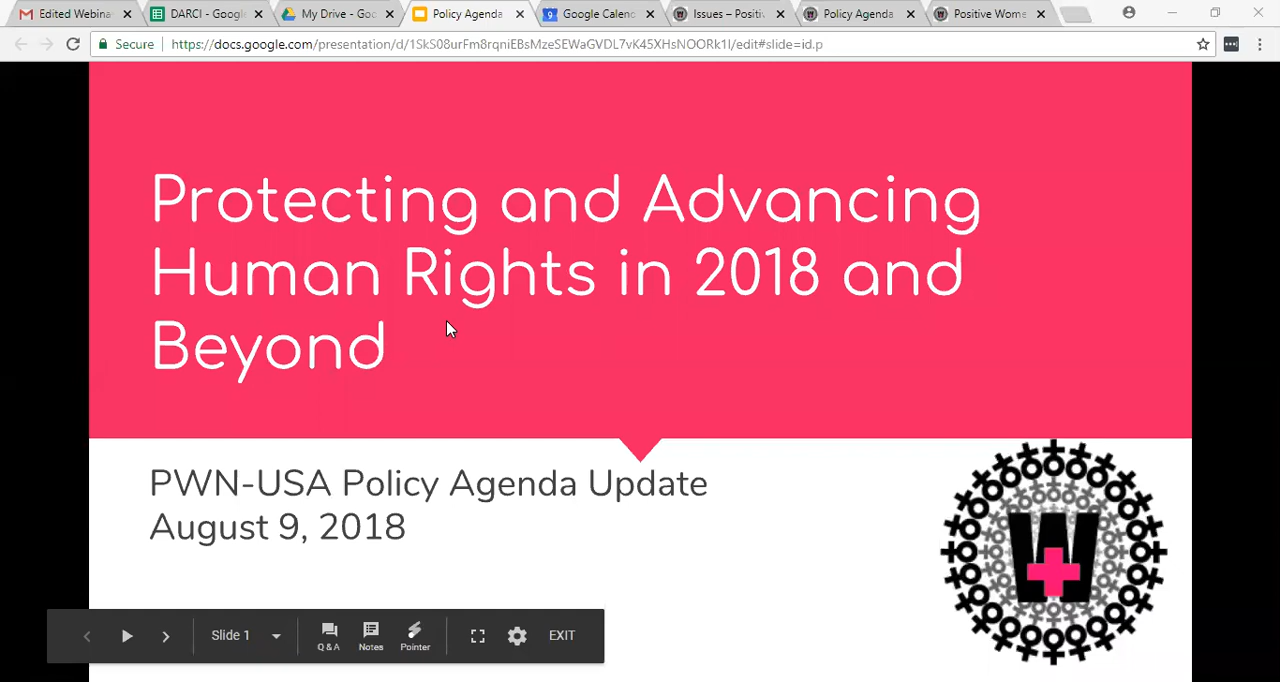 Edited Webina
DARCI - Google
My Drive - Goo
Policy Agenda
Google Calen
Issues – Positi
Policy Agenda
Positive Wome
Secure
https://docs.google.com/presentation/d/1SkS08urFm8rqniEBsMzeSEWaGVDL7vK45XHsNOORk1I/edit#slide=id.p
Protecting and Advancing
Human Rights in 2018 and
Beyond
PWN-USA Policy Agenda Update
August 9, 2018
W
Slide 1
Q & A
Notes
Pointer
EXIT